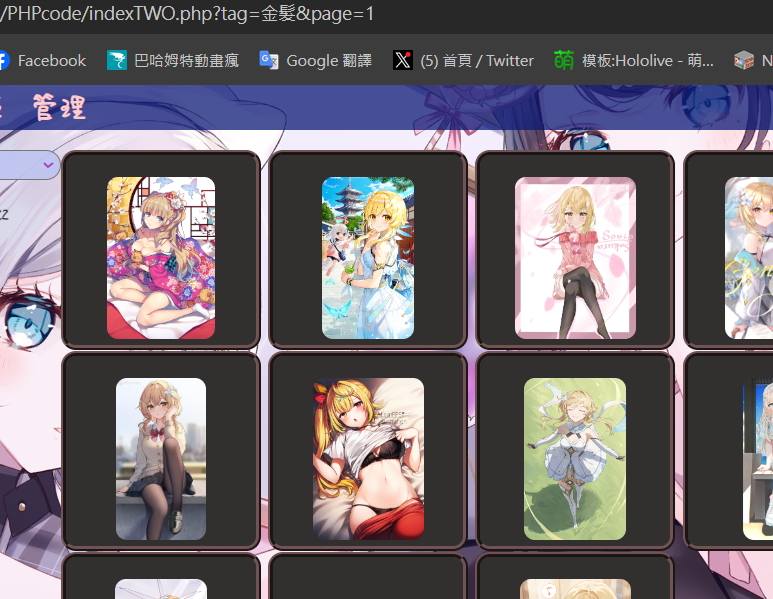 /PHPcode/indexTWO.php?tag=金髮&page=1
Facebook
巴哈姆特動畫瘋
Google 翻譯
(5) 首頁 / Twitter
萌
模板:Hololive - 萌...
N
管理